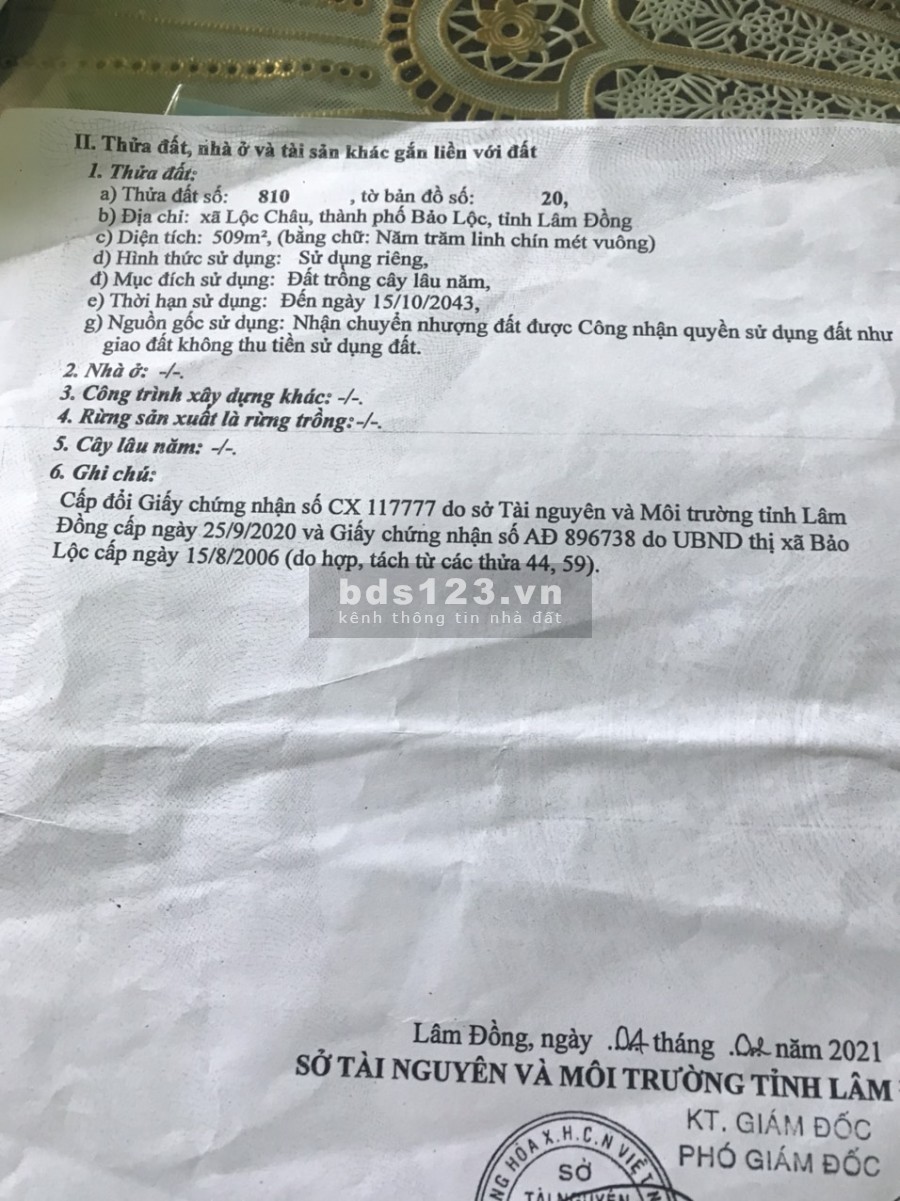 II. Thửa đất, nhà ở và tài sản khác gắn liền với đất
1. Thửa đất:
a) Thửa đất số: 810 , tờ bản đồ số: 20,
b) Địa chỉ: xã Lộc Châu, thành phố Bảo Lộc, tỉnh Lâm Đồng
c) Diện tích: 509m², (bằng chữ: Năm trăm linh chín mét vuông)
d) Hình thức sử dụng: Sử dụng riêng,
đ) Mục đích sử dụng: Đất trồng cây lâu năm,
e) Thời hạn sử dụng: Đến ngày 15/10/2043,
g) Nguồn gốc sử dụng: Nhận chuyển nhượng đất được Công nhận quyền sử dụng đất như
giao đất không thu tiền sử dụng đất.
2. Nhà ở: -/-.
3. Công trình xây dựng khác: -/-.
4. Rừng sản xuất là rừng trồng:-/-.
5. Cây lâu năm: -/-.
6. Ghi chú:
Cấp đổi Giấy chứng nhận số CX 117777 do sở Tài nguyên và Môi trường tỉnh Lâm
Đồng cấp ngày 25/9/2020 và Giấy chứng nhận số AĐ 896738 do UBND thị xã Bảo
Lộc cấp ngày 15/8/2006 (do hợp, tách từ các thửa 44, 59).
bds123.vn
kênh thông tin nhà đất
Lâm Đồng, ngày .04 tháng .02 năm 2021
SỞ TÀI NGUYÊN VÀ MÔI TRƯỜNG TỈNH LÂM
KT. GIÁM ĐỐC
PHÓ GIÁM ĐỐC
NG HÒA X.H.C.N VIỆT N
SỞ
TÀI NGUYÊN